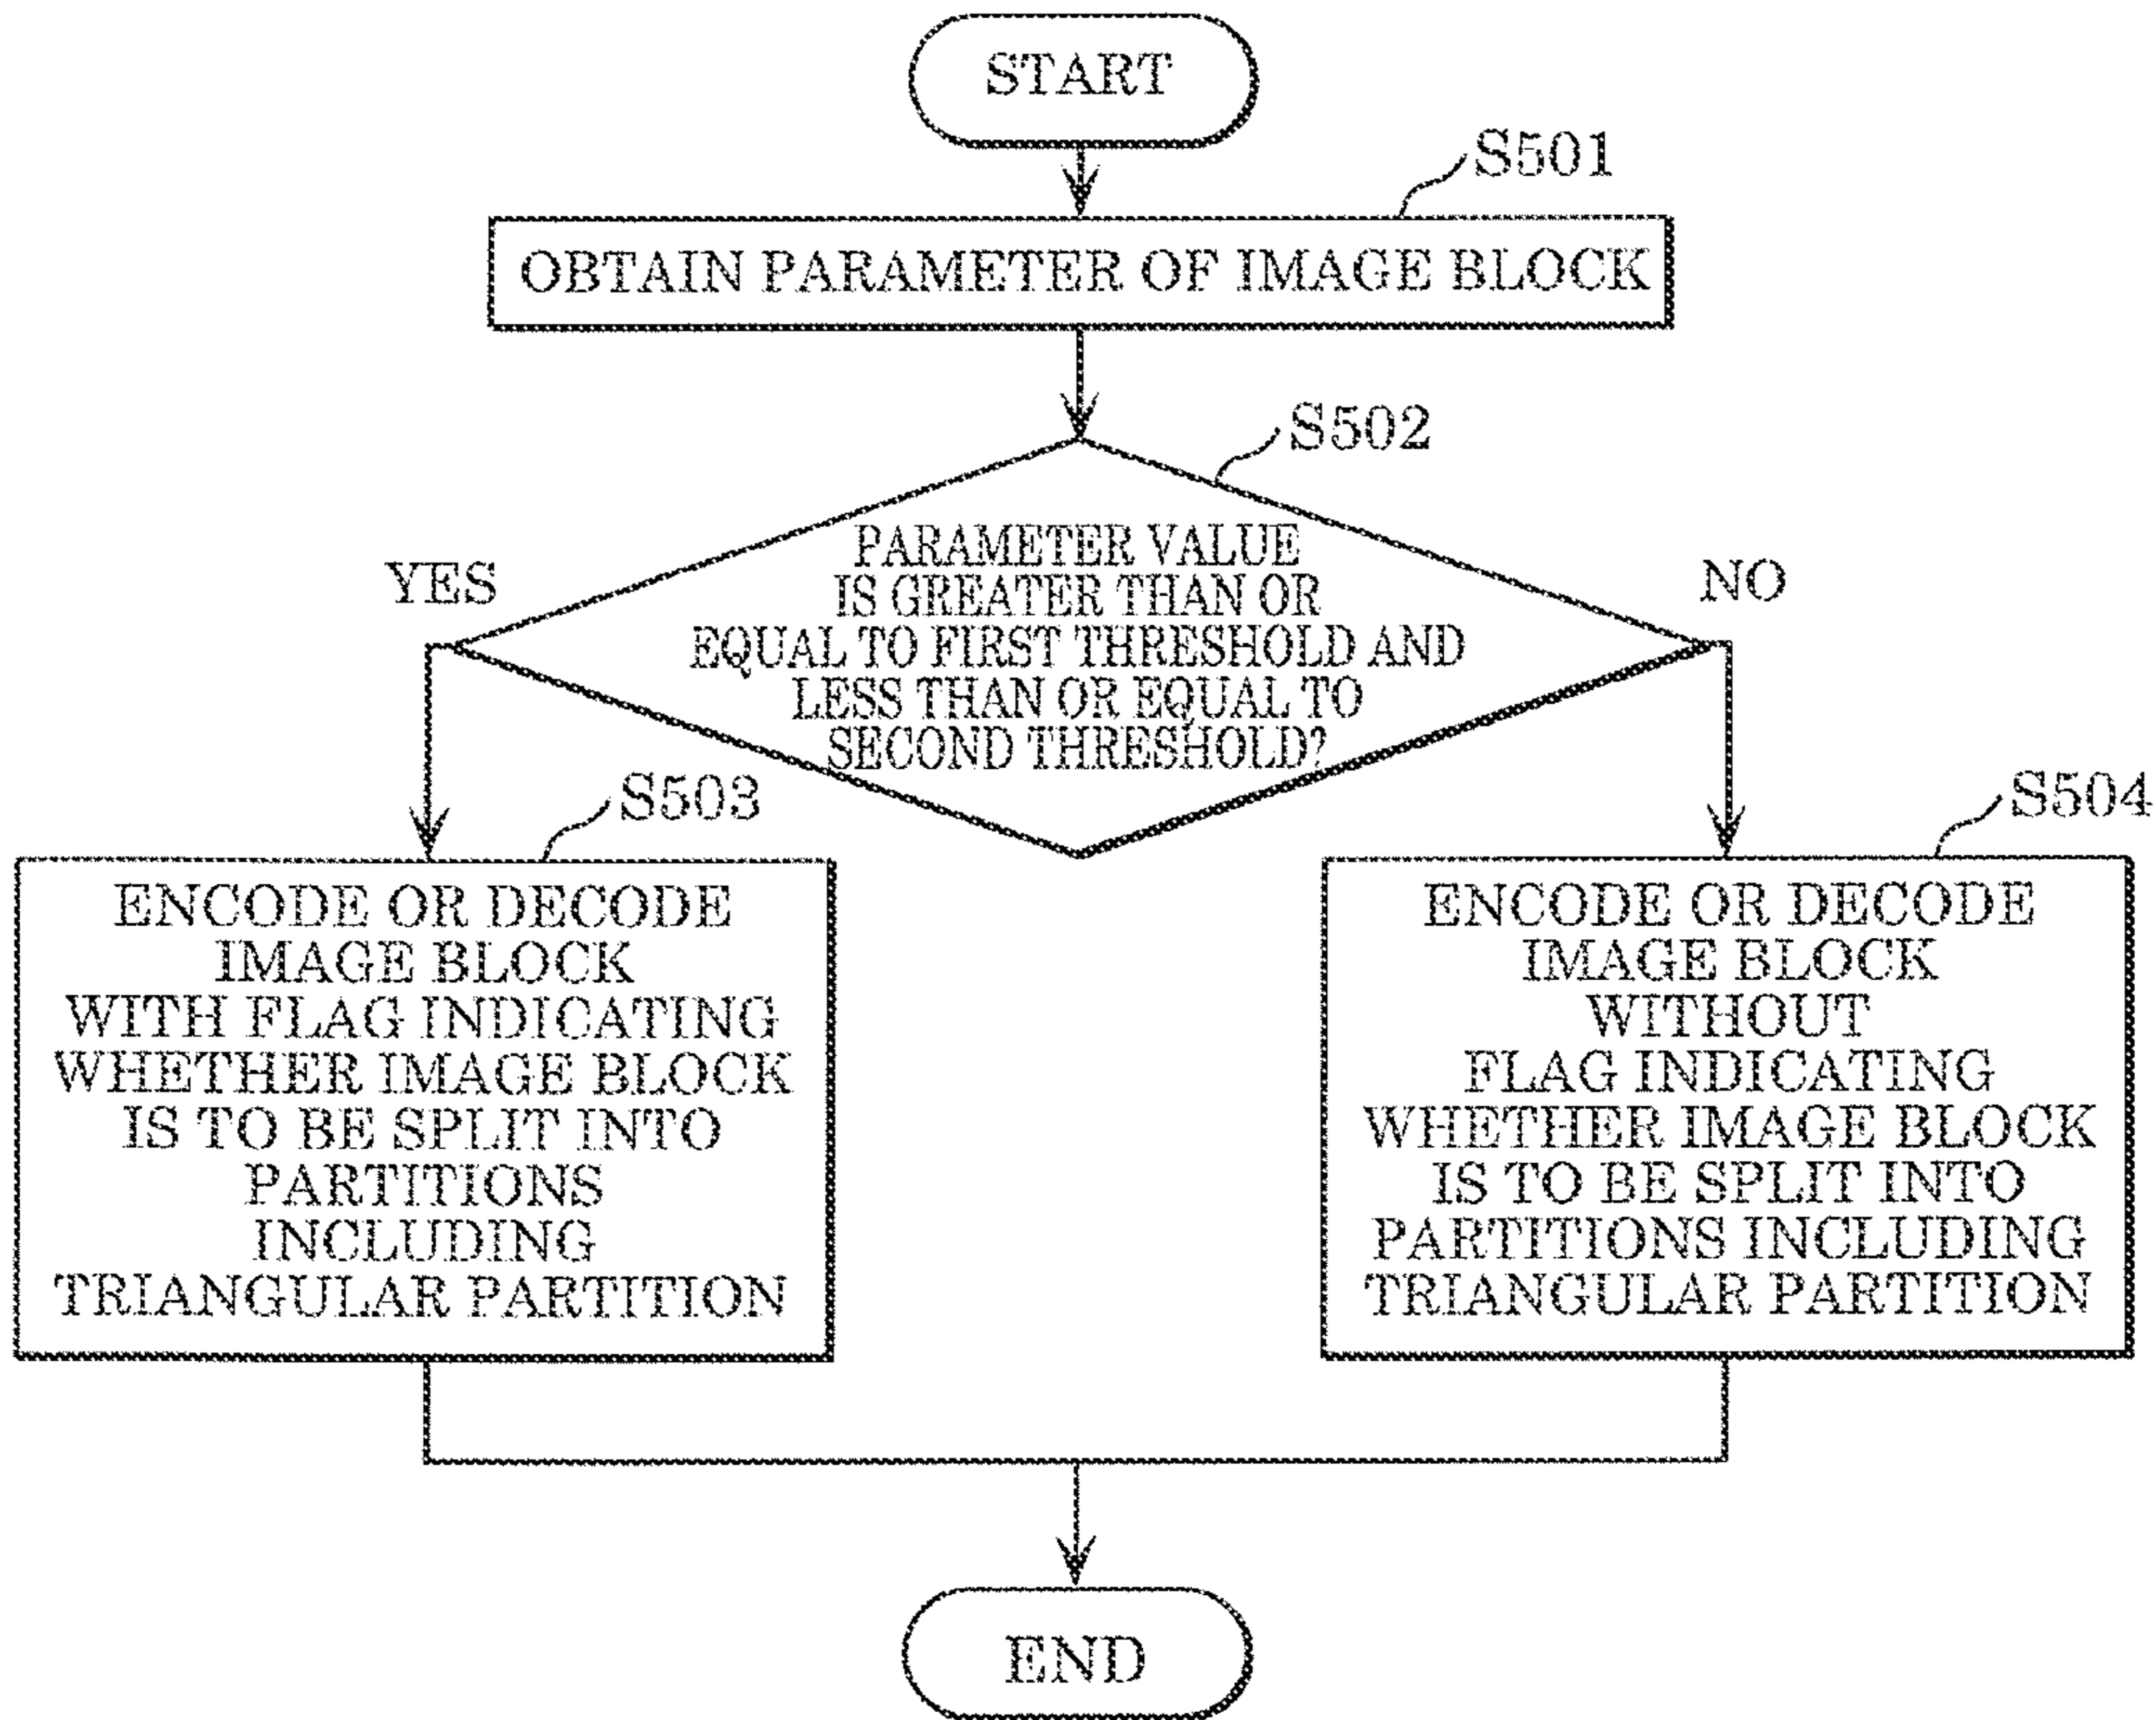 START
S501
OBTAIN PARAMETER OF IMAGE BLOCK
S502
PARAMETER VALUE
IS GREATER THAN OR
EQUAL TO FIRST THRESHOLD AND
LESS THAN OR EQUAL TO
SECOND THRESHOLD?
YES
NO
S503
ENCODE OR DECODE
IMAGE BLOCK
WITH FLAG INDICATING
WHETHER IMAGE BLOCK
IS TO BE SPLIT INTO
PARTITIONS
INCLUDING
TRIANGULAR PARTITION
S504
ENCODE OR DECODE
IMAGE BLOCK
WITHOUT
FLAG INDICATING
WHETHER IMAGE BLOCK
IS TO BE SPLIT INTO
PARTITIONS INCLUDING
TRIANGULAR PARTITION
END